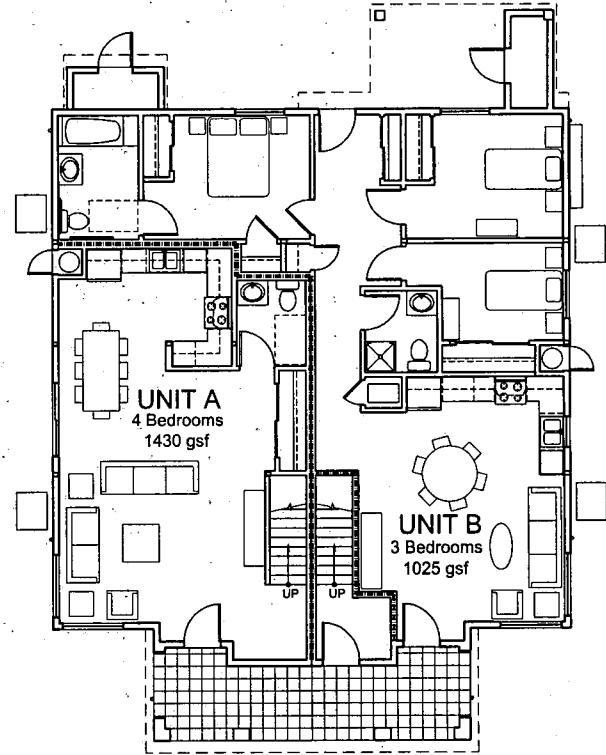 UNIT A
4 Bedrooms
1430 gsf
UNIT B
3 Bedrooms
1025 gsf
UP
UP